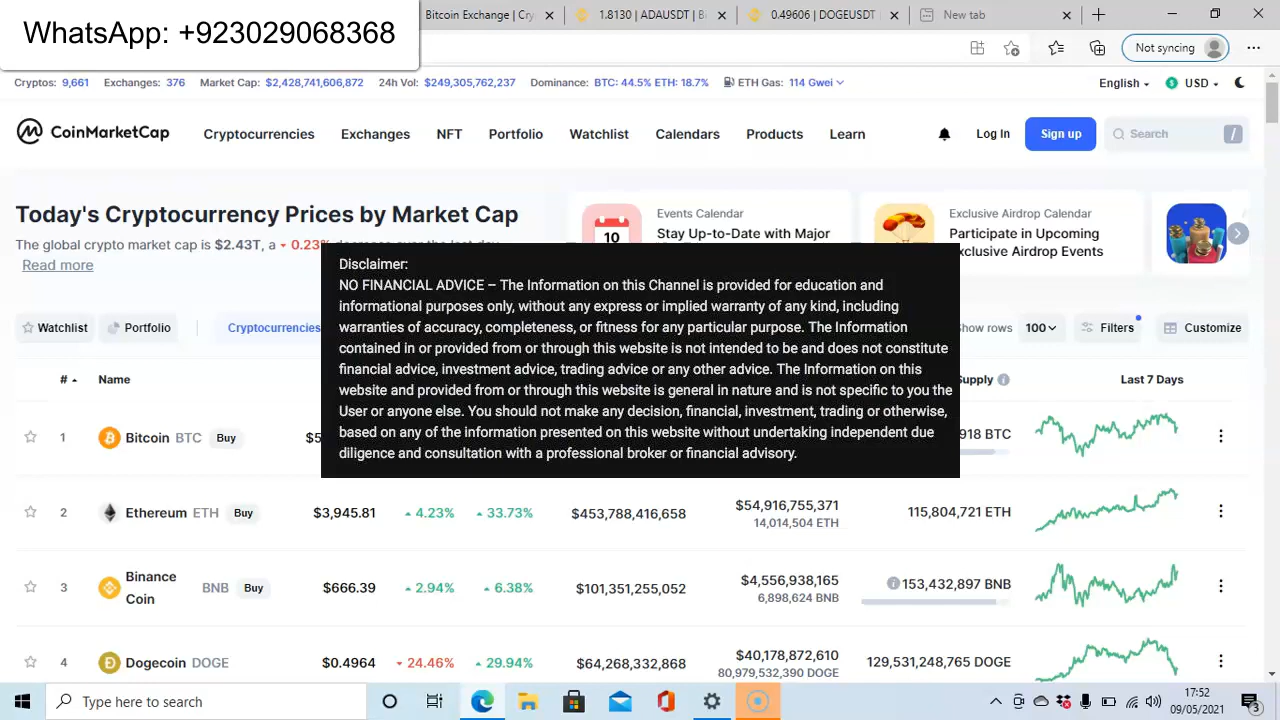 WhatsApp: +923029068368
Bitcoin Exchange | Cry
1.8130 | ADAUSDT | Bi
0.49610 | DOGEUSDT
New tab
Not syncing
Cryptos: 9,661 Exchanges: 376 Market Cap: $2,428,741,606,872 24h Vol: $249,305,762,237 Dominance: BTC: 44.5% ETH: 18.7% ETH Gas: 114 Gwei English USD
CoinMarketCap Cryptocurrencies Exchanges NFT Portfolio Watchlist Calendars Products Learn Log In Sign up Search /
Today's Cryptocurrency Prices by Market Cap
The global crypto market cap is $2.43T, a 0.23%
Read more
Events Calendar
Stay Up-to-Date with Major
10
Exclusive Airdrop Calendar
Participate in Upcoming
xclusive Airdrop Events
Disclaimer:
NO FINANCIAL ADVICE – The Information on this Channel is provided for education and
informational purposes only, without any express or implied warranty of any kind, including
warranties of accuracy, completeness, or fitness for any particular purpose. The Information
contained in or provided from or through this website is not intended to be and does not constitute
financial advice, investment advice, trading advice or any other advice. The Information on this
website and provided from or through this website is general in nature and is not specific to you the
User or anyone else. You should not make any decision, financial, investment, trading or otherwise,
based on any of the information presented on this website without undertaking independent due
diligence and consultation with a professional broker or financial advisory.
Watchlist Portfolio Cryptocurrencies Show rows 100 Filters Customize
# Name Supply Last 7 Days
1 Bitcoin BTC Buy $5 918 BTC
2 Ethereum ETH Buy $3,945.81 4.23% 33.73% $453,788,416,658 $54,916,755,371 115,804,721 ETH
14,014,504 ETH
3 Binance Coin BNB Buy $666.39 2.94% 6.38% $101,351,255,052 $4,556,938,165 153,432,897 BNB
6,898,624 BNB
4 Dogecoin DOGE $0.4964 24.46% 29.94% $64,268,332,868 $40,178,872,610 129,531,248,765 DOGE
80,979,532,390 DOGE
Type here to search
17:32
09/05/2021
3